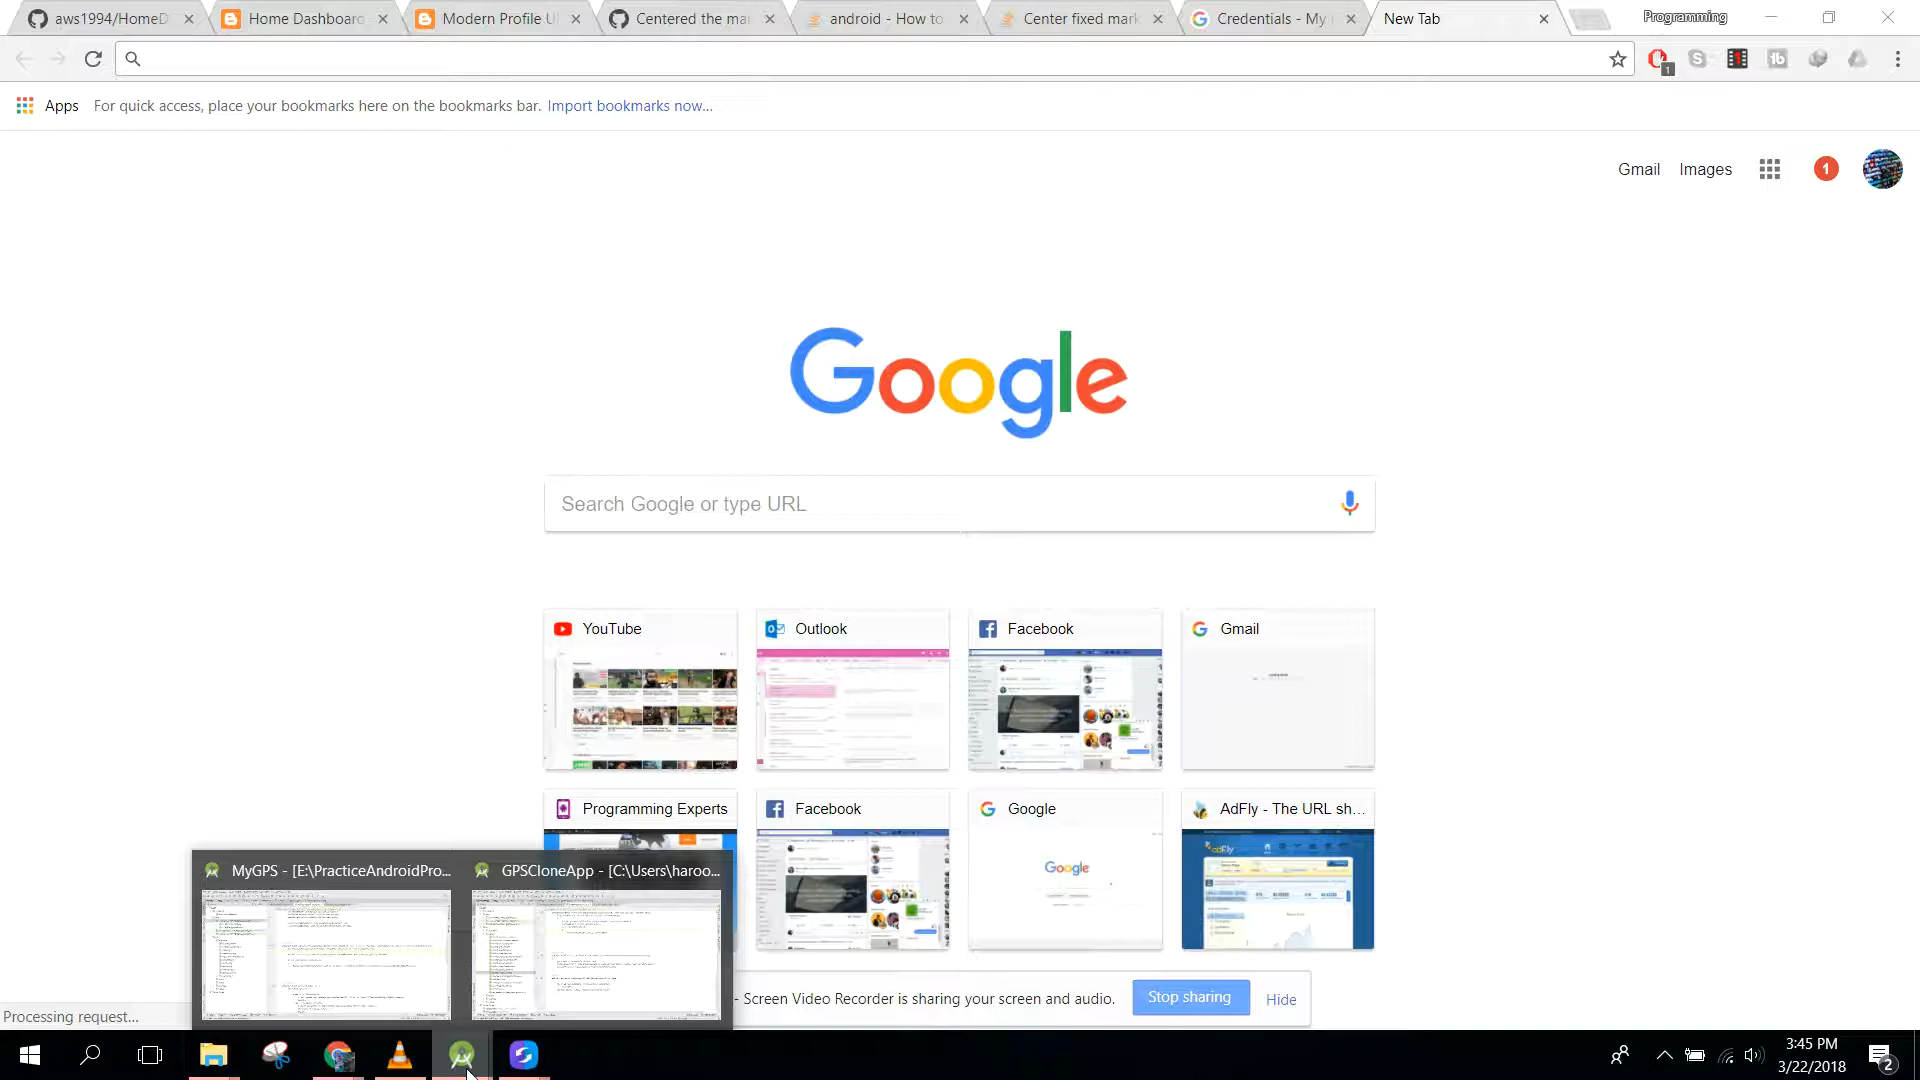 aws1994/HomeD
Home Dashboard
Modern Profile U
Centered the ma
android - How to
Center fixed mark
Credentials - My
New Tab
Programming
1
Apps
For quick access, place your bookmarks here on the bookmarks bar. Import bookmarks now...
Gmail
Images
1
Google
Search Google or type URL
YouTube
Outlook
Facebook
Gmail
Programming Experts
Facebook
Google
AdFly - The URL sh...
Google
adfly
MyGPS - [E:\PracticeAndroidPro...
GPSCloneApp - [C:\Users\haroo...
- Screen Video Recorder is sharing your screen and audio.
Stop sharing
Hide
Processing request...
3:45 PM
3/22/2018
2